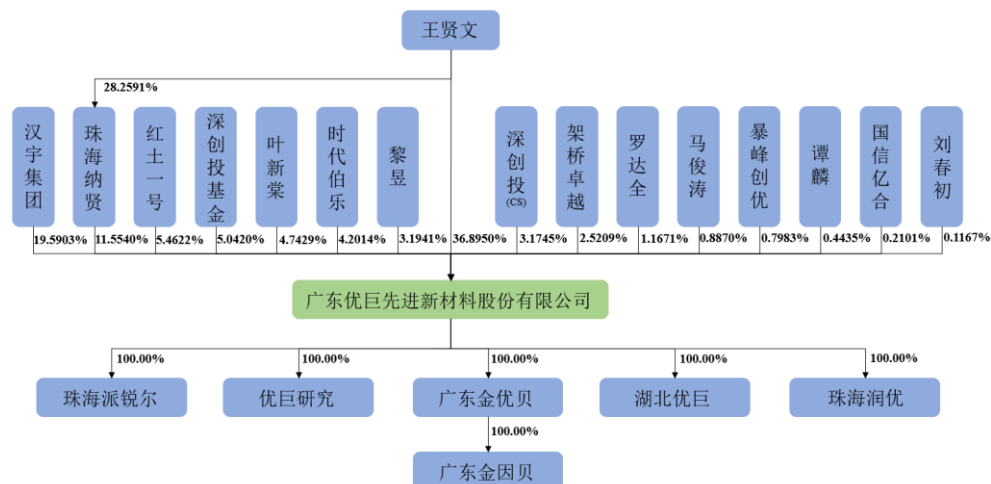 王贤文
28.2591%
汉宇集团
珠海纳贤
红土一号
深创投基金
叶新棠
时代伯乐
黎昱
深创投(CS)
架桥卓越
罗达全
马俊涛
暴峰创优
谭麟
国信亿合
刘春初
19.5903%
11.5540%
5.4622%
5.0420%
4.7429%
4.2014%
3.1941%
36.8950%
3.1745%
2.5209%
1.1671%
0.8870%
0.7983%
0.4435%
0.2101%
0.1167%
广东优巨先进新材料股份有限公司
100.00%
100.00%
100.00%
100.00%
100.00%
珠海派锐尔
优巨研究
广东金优贝
湖北优巨
珠海润优
100.00%
广东金因贝